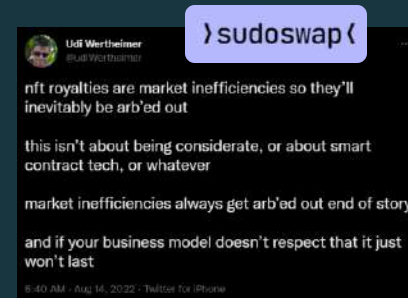 }sudoswap{
Udi Wertheimer
@UdiWertheimer
nft royalties are market inefficiencies so they'll
inevitably be arb'ed out
this isn't about being considerate, or about smart
contract tech, or whatever
market inefficiencies always get arb'ed out end of story
and if your business model doesn't respect that it just
won't last
6:40 AM · Aug 14, 2022 · Twitter for iPhone